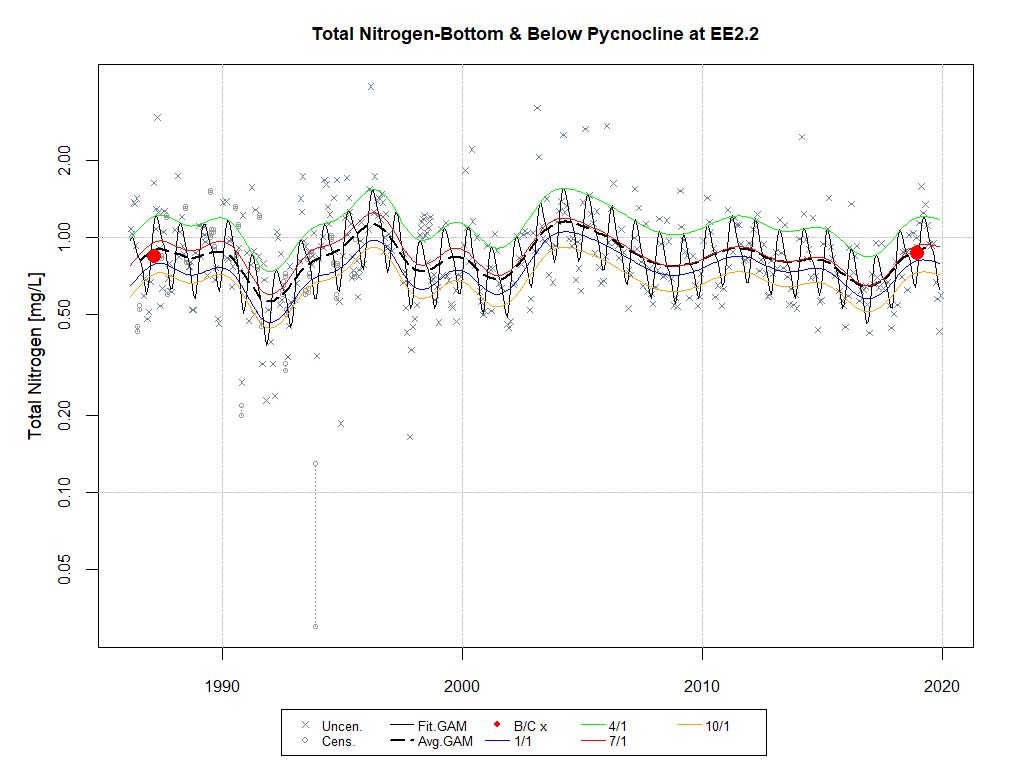 Total Nitrogen-Bottom & Below Pycnocline at EE2.2
Total Nitrogen [mg/L]
2.00
1.00
0.50
0.20
0.10
0.05
1990 2000 2010 2020
Uncen. Fit.GAM B/C x 4/1 10/1
Cens. Avg.GAM 1/1 7/1